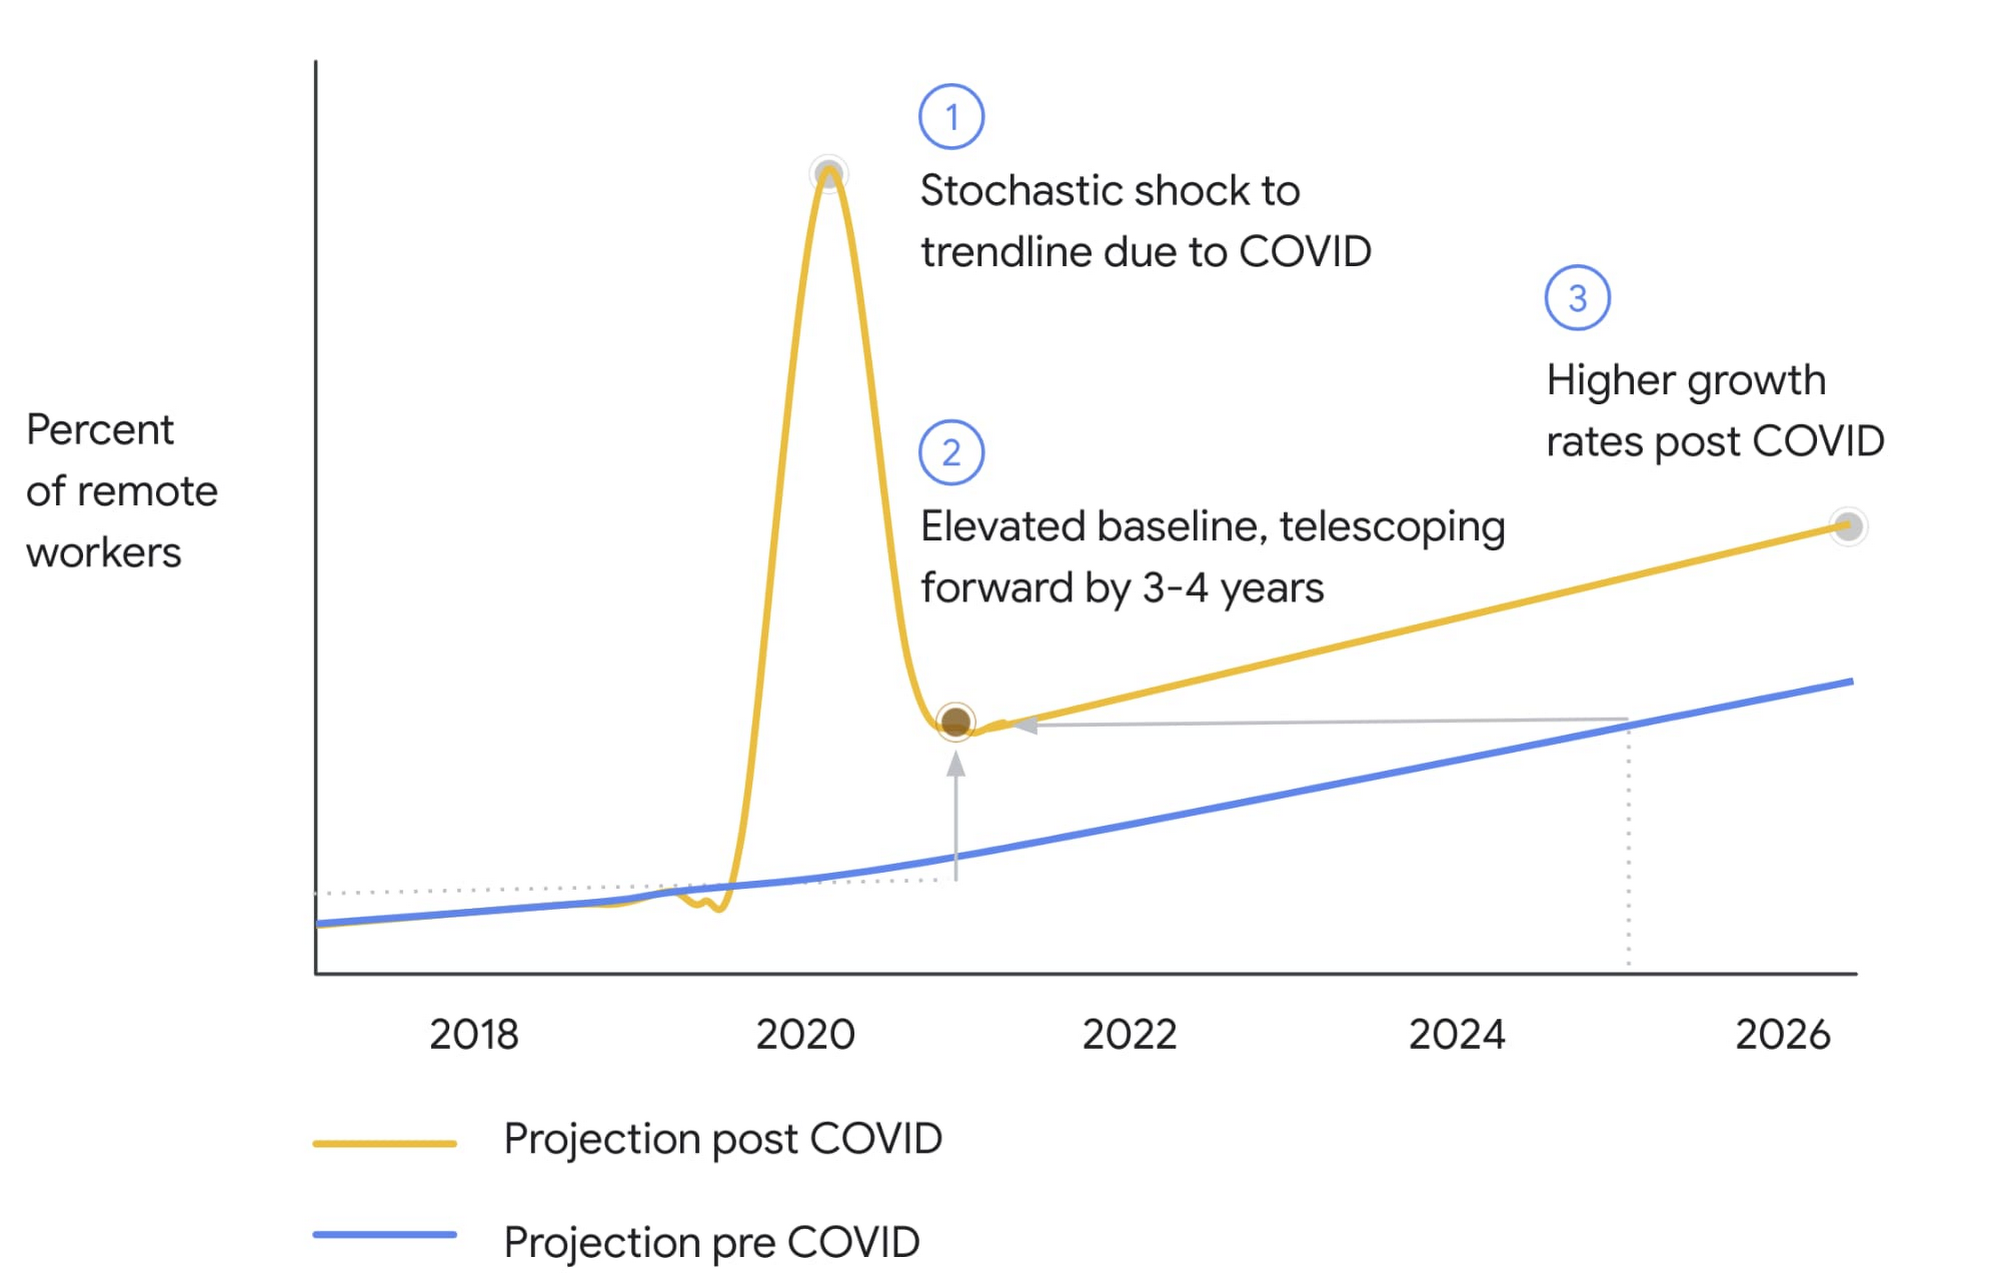 1
Stochastic shock to
trendline due to COVID
3
Higher growth
rates post COVID
Percent
of remote
workers
2
Elevated baseline, telescoping
forward by 3-4 years
2018 2020 2022 2024 2026
Projection post COVID
Projection pre COVID